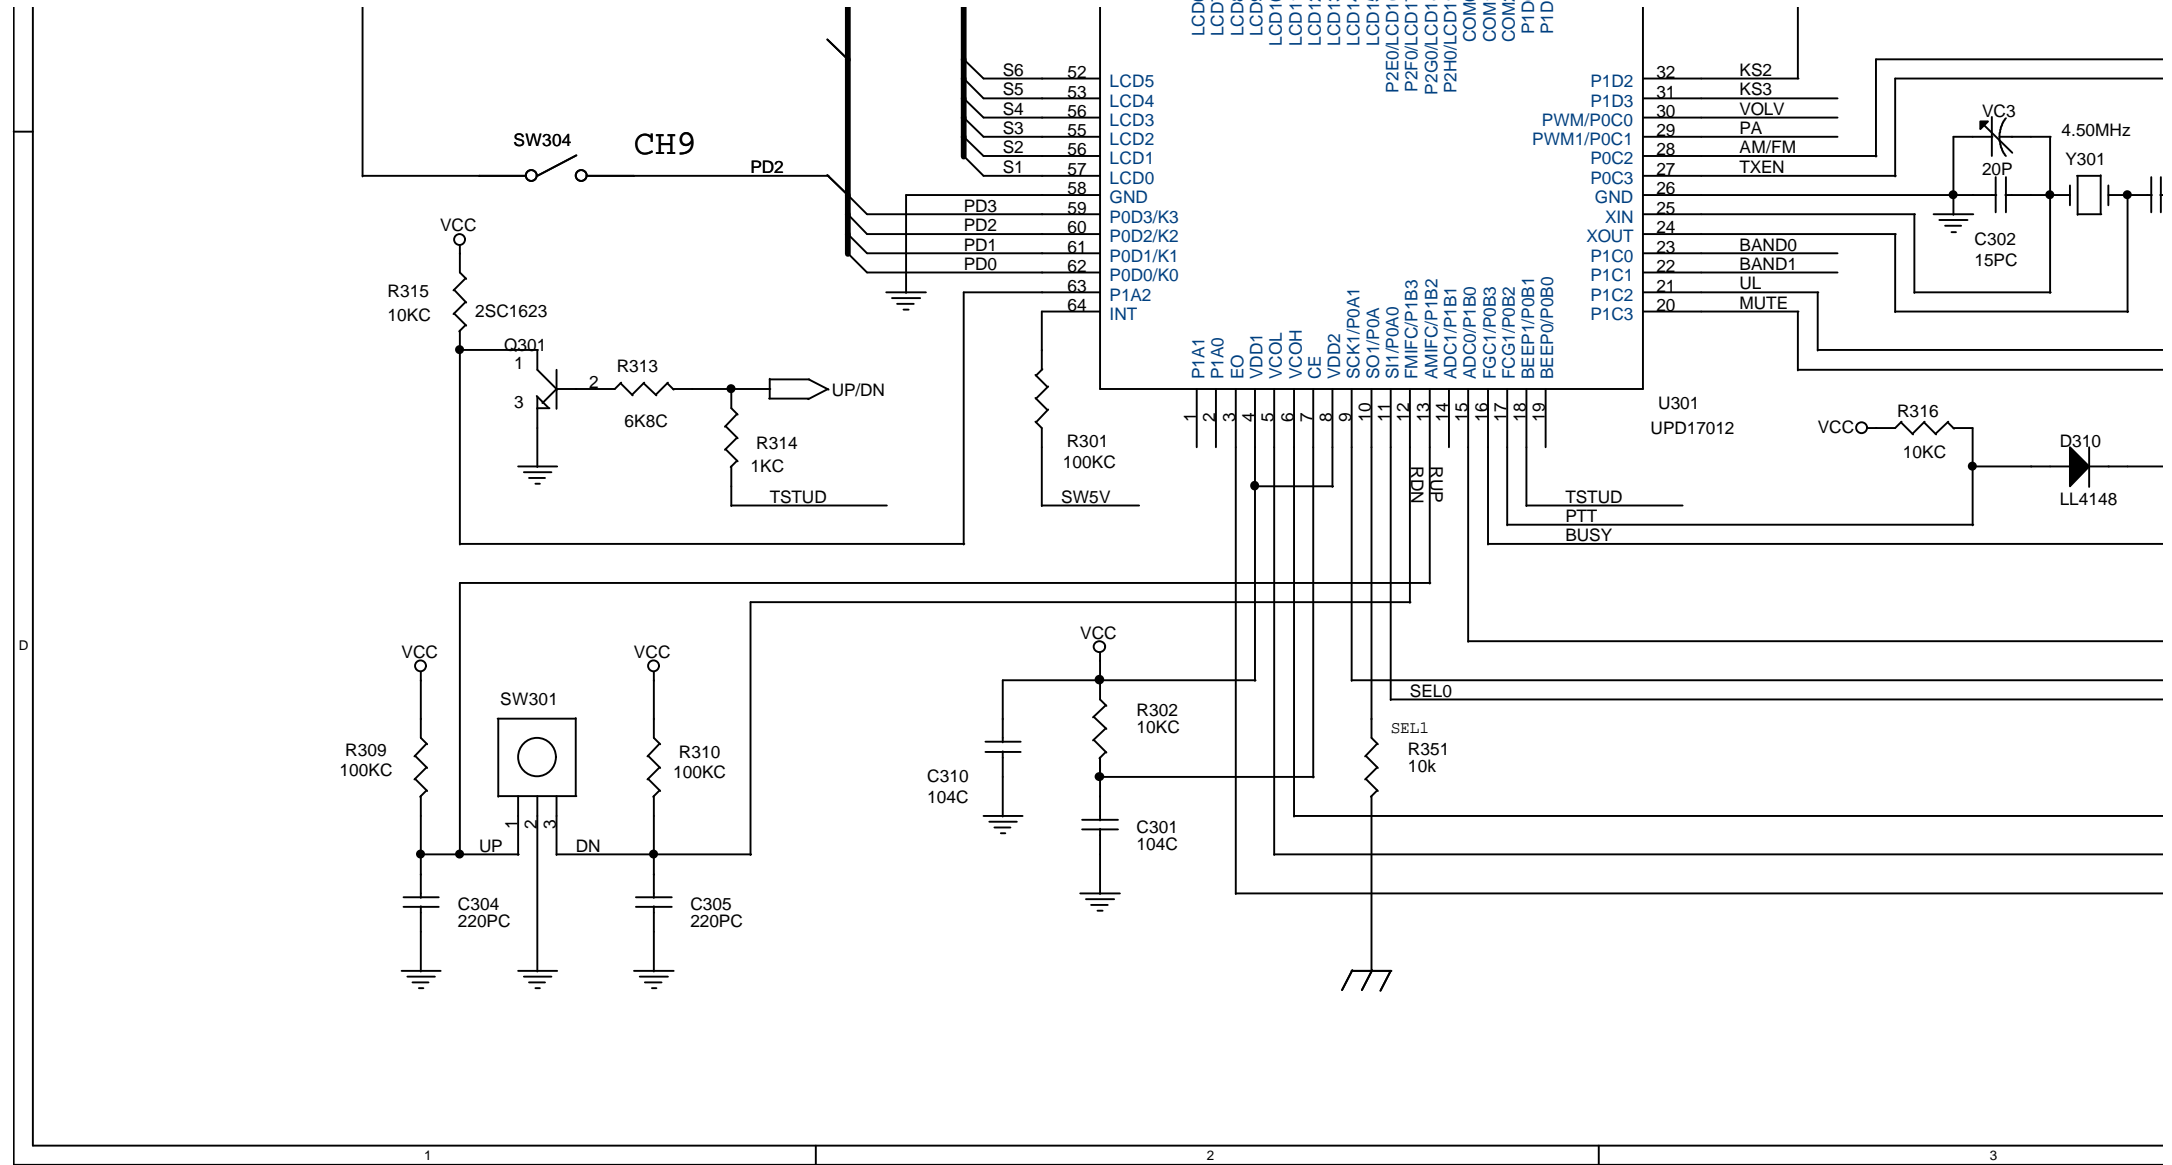 LCD10
LCD11
LCD12
LCD13
LCD14
LCD15
P2E0/LCD16
P2F0/LCD17
P2H0/LCD1
S6 52 LCD5
S5 53 LCD4
S4 56 LCD3
S3 55 LCD2
S2 56 LCD1
S1 57 LCD0
58 GND
PD3 59 P0D3/K3
PD2 60 P0D2/K2
PD1 61 P0D1/K1
PD0 62 P0D0/K0
63 P1A2
64 INT
P1D2 32 KS2
P1D3 31 KS3
PWM/P0C0 30 VOLV
PWM1/P0C1 29 PA
P0C2 28 AM/FM
P0C3 27 TXEN
GND 26
XIN 25
XOUT 24
P1C0 23 BAND0
P1C1 22 BAND1
P1C2 21 UL
P1C3 20 MUTE
VC3
20P
4.50MHz
Y301
C302
15PC
SW304
CH9
PD2
VCC
R315
10KC
2SC1623
Q301
1
2
3
R313
6K8C
UP/DN
R314
1KC
TSTUD
R301
100KC
SW5V
P1A1 1
P1A0 2
EO 3
VDD1 4
VCOL 5
VCOH 6
CE 7
VDD2 8
SCK1/P0A1 9
SO1/P0A 10
SI1/P0A0 11
FMIFC/P1B3 12
AMIFC/P1B2 13
ADC1/P1B1 14
ADC0/P1B0 15
FGC1/P0B3 16
FCG1/P0B2 17
BEEP1/P0B1 18
BEEP0/P0B0 19
U301
UPD17012
RDN
RUP
TSTUD
PTT
BUSY
VCC
R316
10KC
D310
LL4148
D
VCC
VCC
VCC
SW301
R309
100KC
R310
100KC
1
2
3
UP
DN
C304
220PC
C305
220PC
R302
10KC
C310
104C
C301
104C
SEL0
SEL1
R351
10k
1
2
3